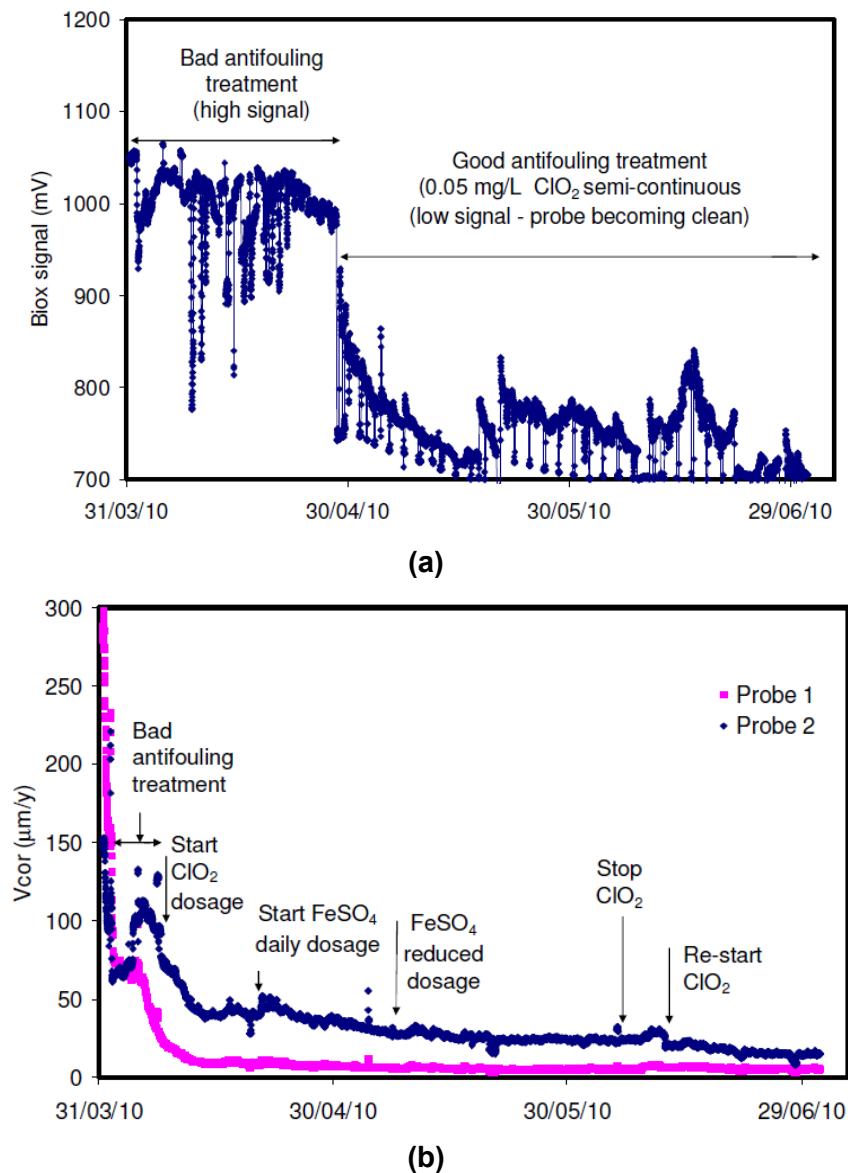 1200
1100
1000
900
800
700
Biox signal (mV)
Bad antifouling
treatment
(high signal)
Good antifouling treatment
(0.05 mg/L ClO₂ semi-continuous
(low signal - probe becoming clean)
31/03/10 30/04/10 30/05/10 29/06/10
(a)
300
250
200
150
100
50
0
Vcor (μm/y)
Probe 1
Probe 2
Bad
antifouling
treatment
Start
ClO₂
dosage
Start FeSO₄
daily dosage
FeSO₄
reduced
dosage
Stop
ClO₂
Re-start
ClO₂
31/03/10 30/04/10 30/05/10 29/06/10
(b)